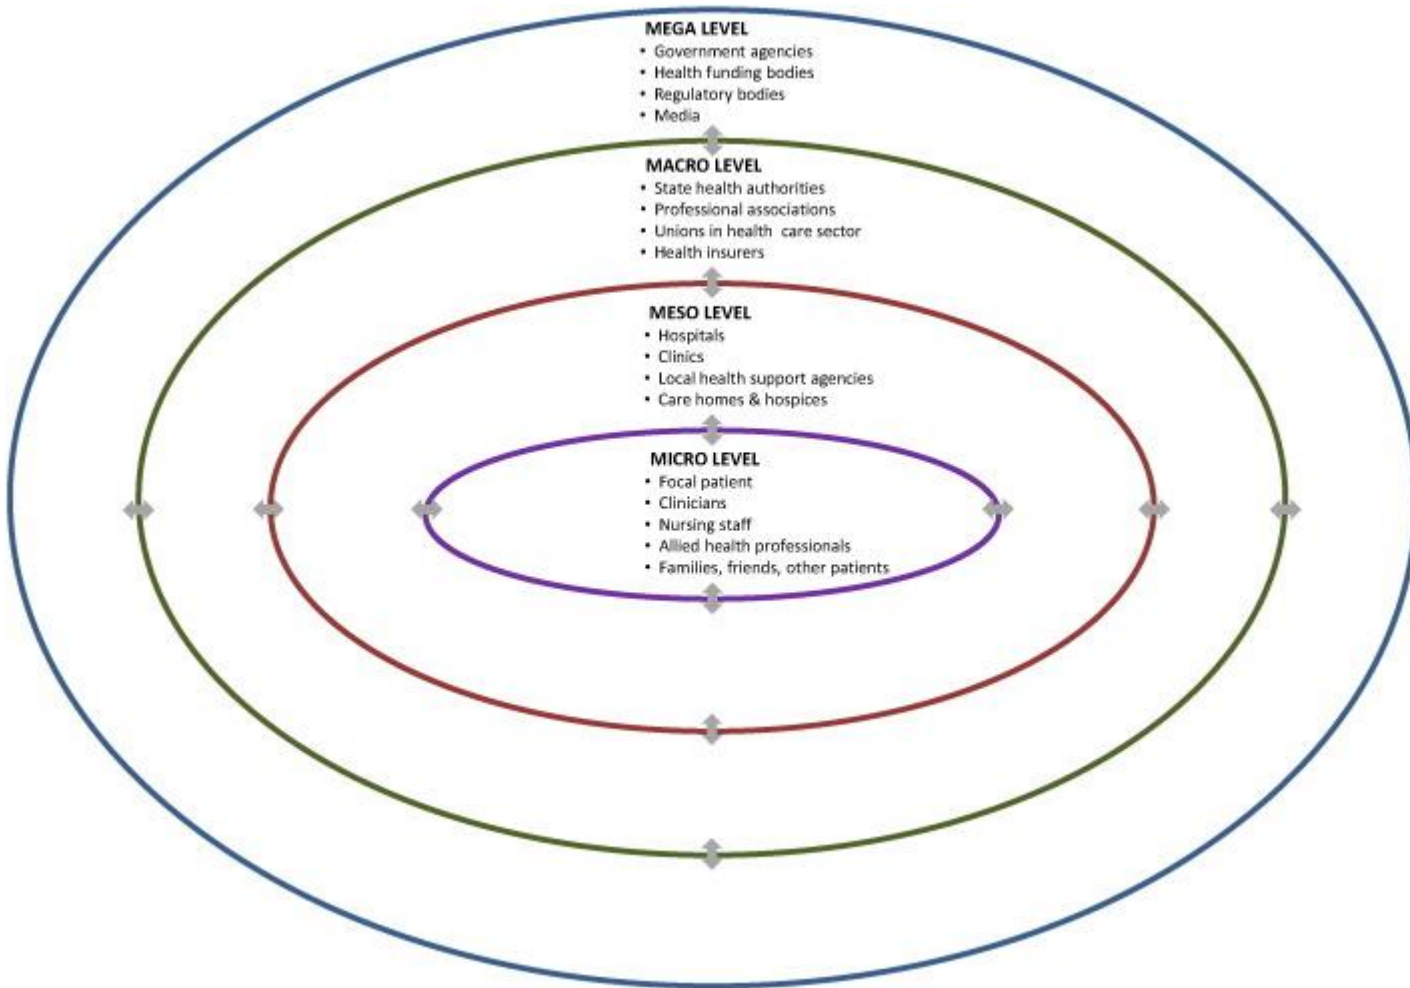 MEGA LEVEL
• Government agencies
• Health funding bodies
• Regulatory bodies
• Media
MACRO LEVEL
• State health authorities
• Professional associations
• Unions in health care sector
• Health insurers
MESO LEVEL
• Hospitals
• Clinics
• Local health support agencies
• Care homes & hospices
MICRO LEVEL
• Focal patient
• Clinicians
• Nursing staff
• Allied health professionals
• Families, friends, other patients